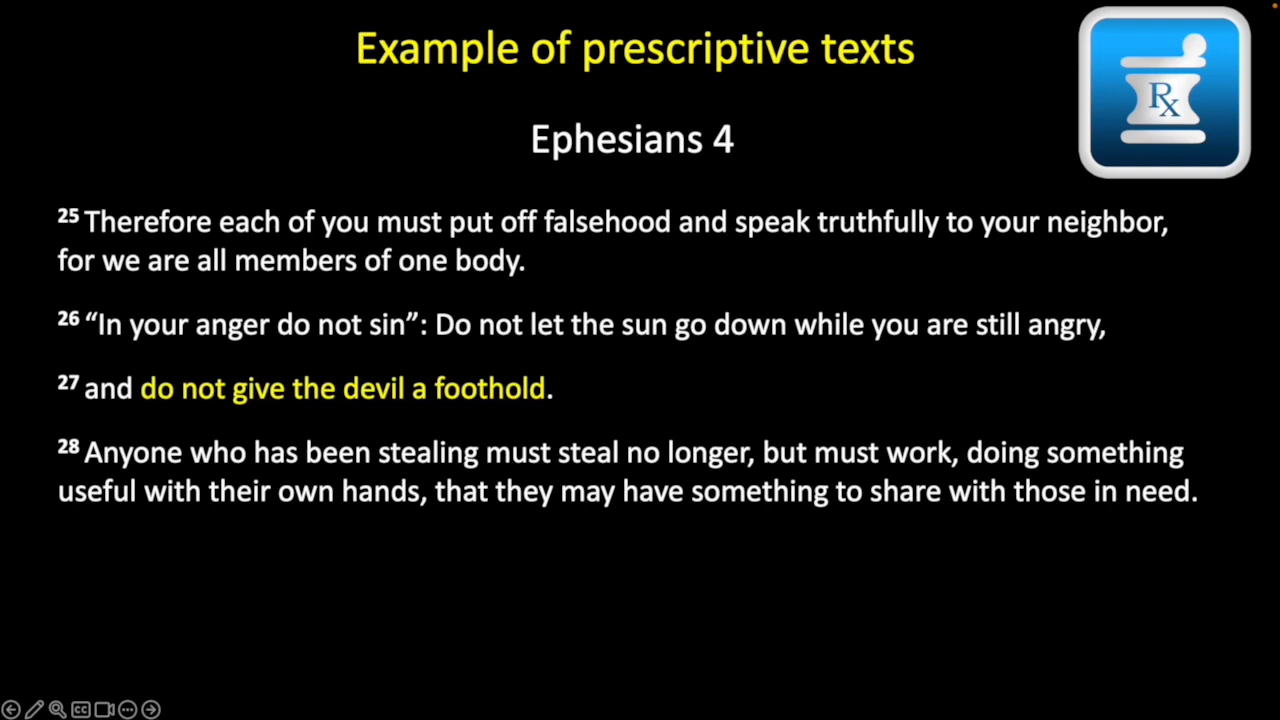 Example of prescriptive texts
Rx
Ephesians 4
25 Therefore each of you must put off falsehood and speak truthfully to your neighbor,
for we are all members of one body.
26 “In your anger do not sin”: Do not let the sun go down while you are still angry,
27 and do not give the devil a foothold.
28 Anyone who has been stealing must steal no longer, but must work, doing something
useful with their own hands, that they may have something to share with those in need.
CC